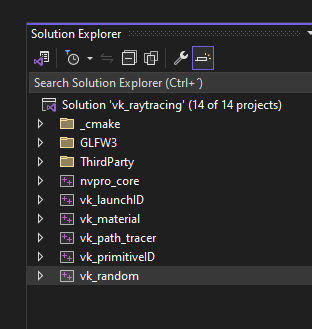 Solution Explorer
Search Solution Explorer (Ctrl+´)
Solution 'vk_raytracing' (14 of 14 projects)
_cmake
GLFW3
ThirdParty
nvpro_core
vk_launchID
vk_material
vk_path_tracer
vk_primitiveID
vk_random